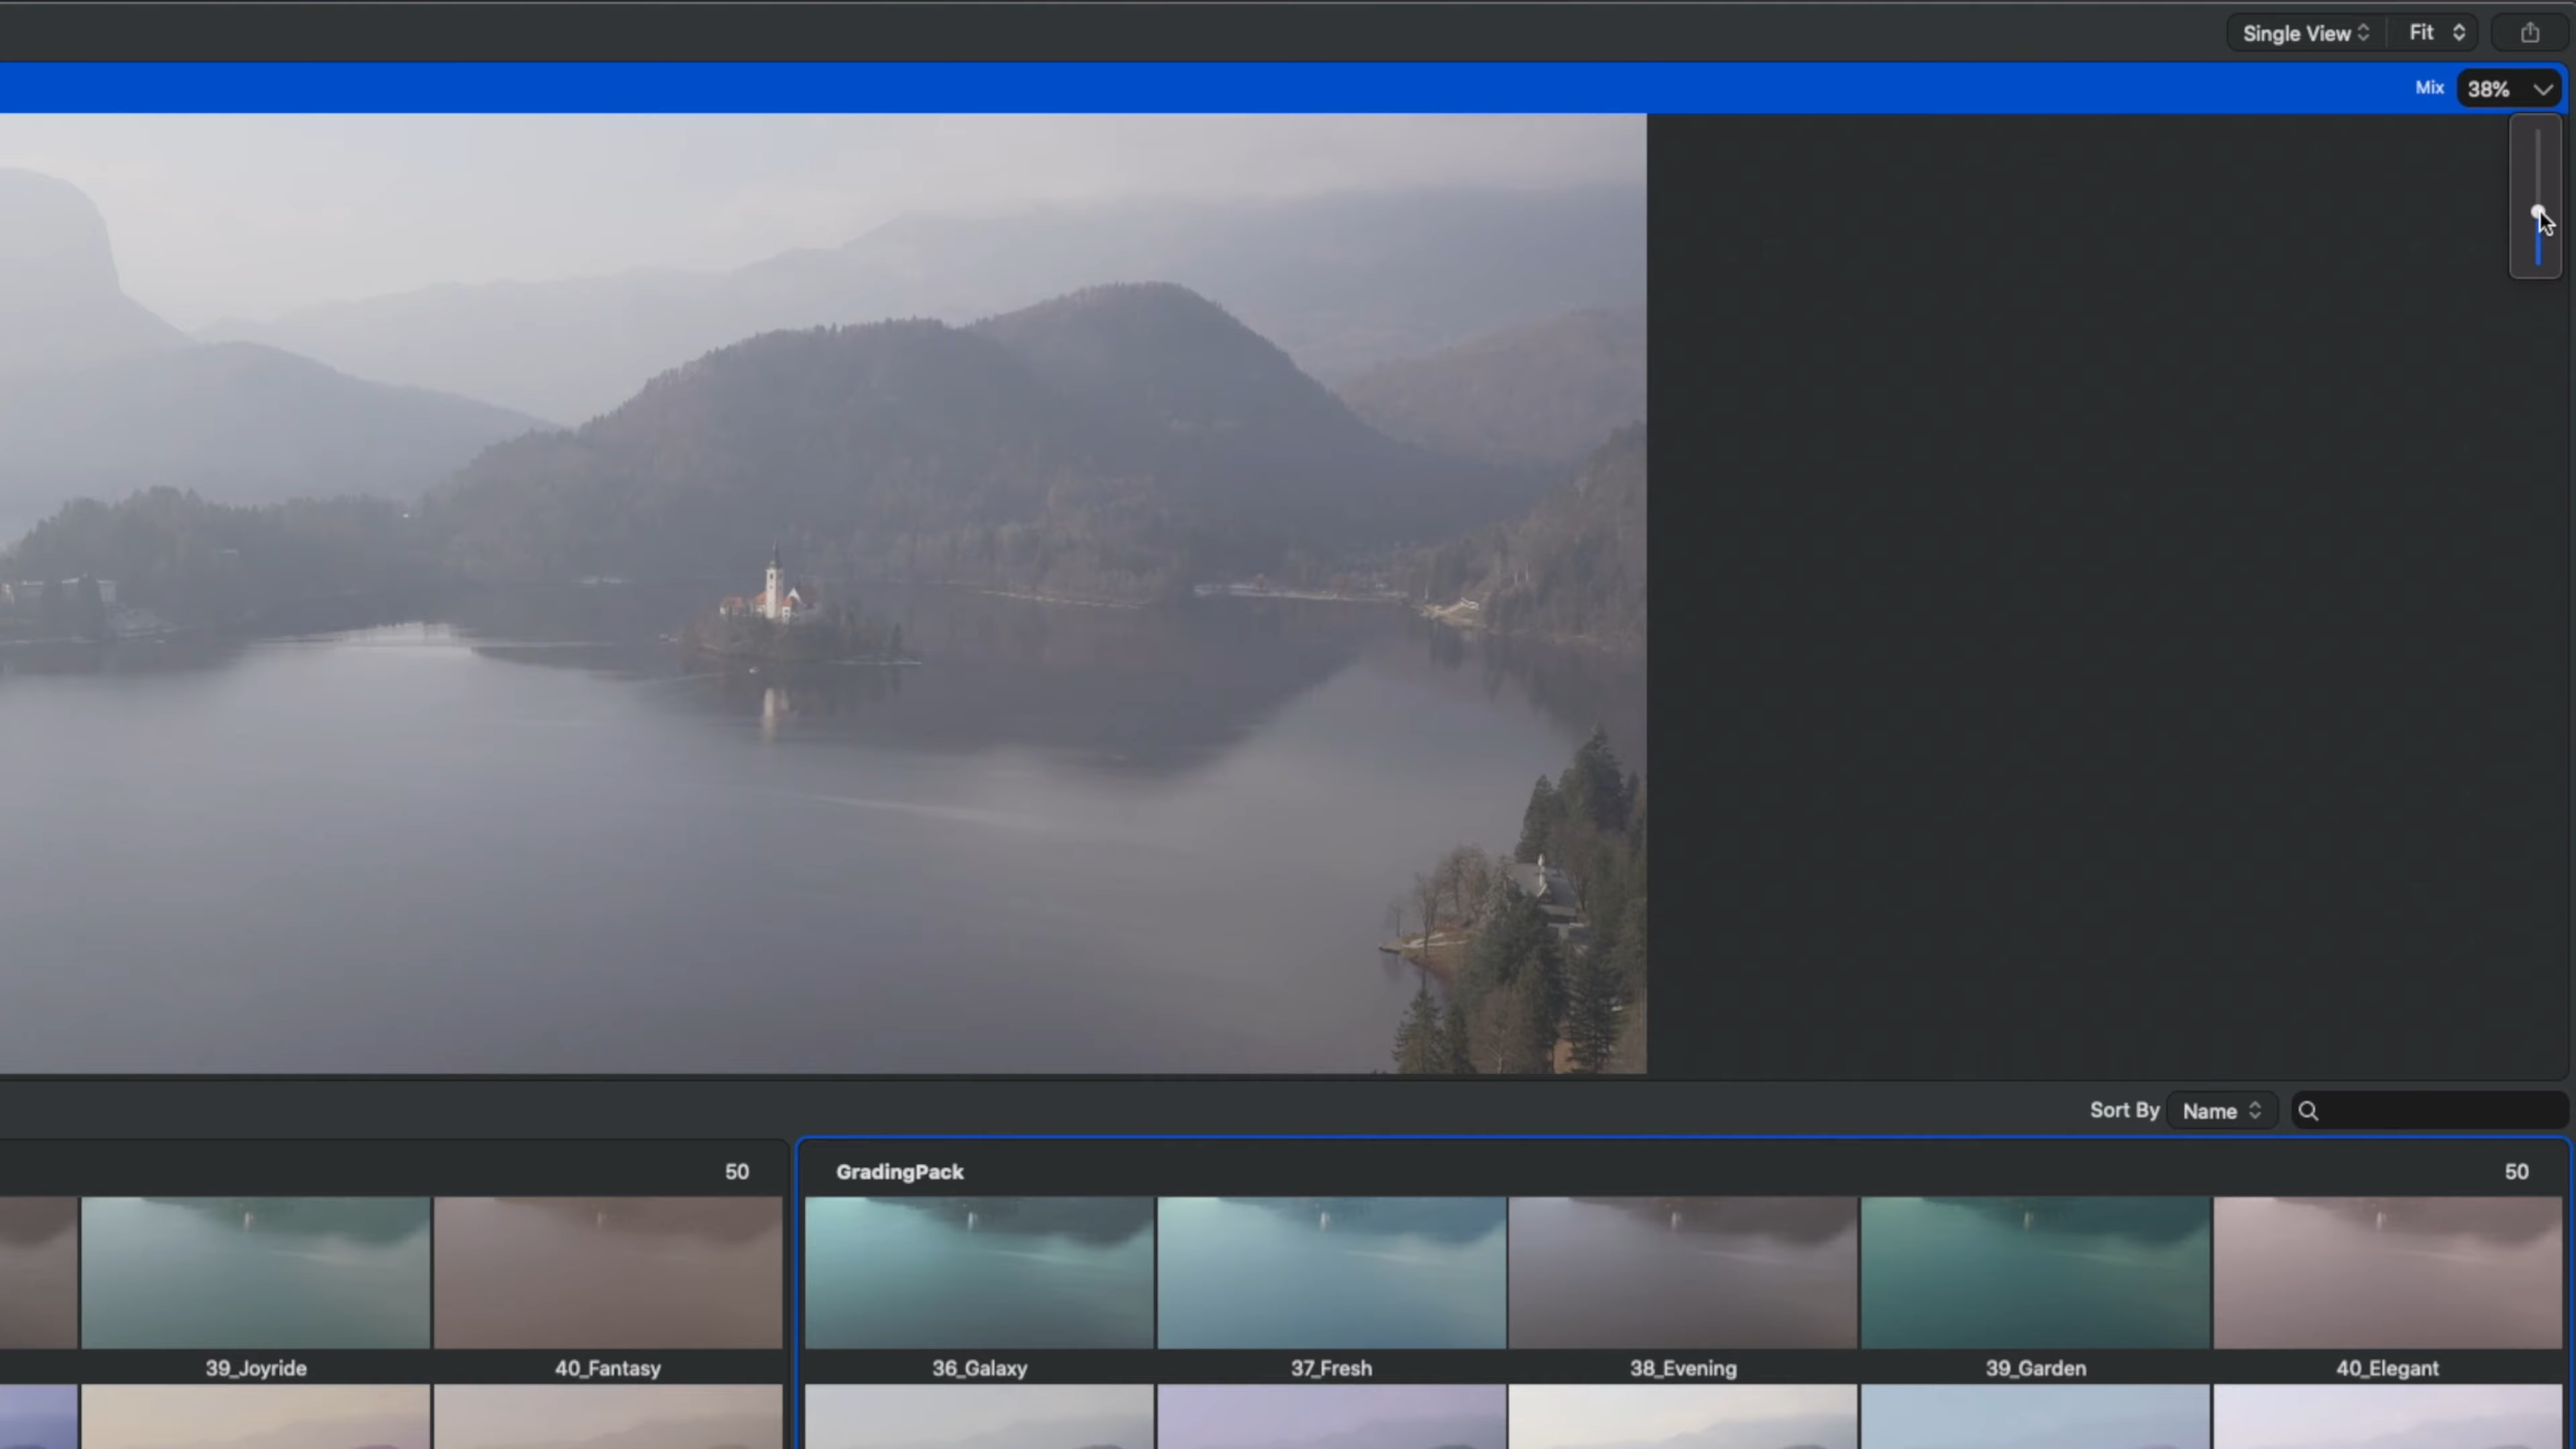 Single View
Fit
Mix
38%
Sort By
Name
50
GradingPack
50
39_Joyride
40_Fantasy
36_Galaxy
37_Fresh
38_Evening
39_Garden
40_Elegant